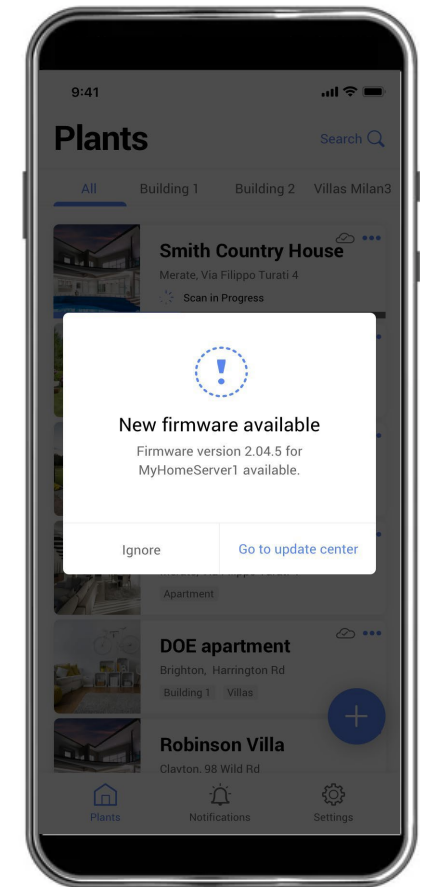 9:41
Plants
Search
All Building 1 Building 2 Villas Milan3
Smith Country House
Merate, Via Filippo Turati 4
Scan in Progress
New firmware available
Firmware version 2.04.5 for
MyHomeServer1 available.
Ignore Go to update center
Apartment
DOE apartment
Brighton, Harrington Rd
Building 1 Villas
Robinson Villa
Clayton, 98 Wild Rd
Plants Notifications Settings